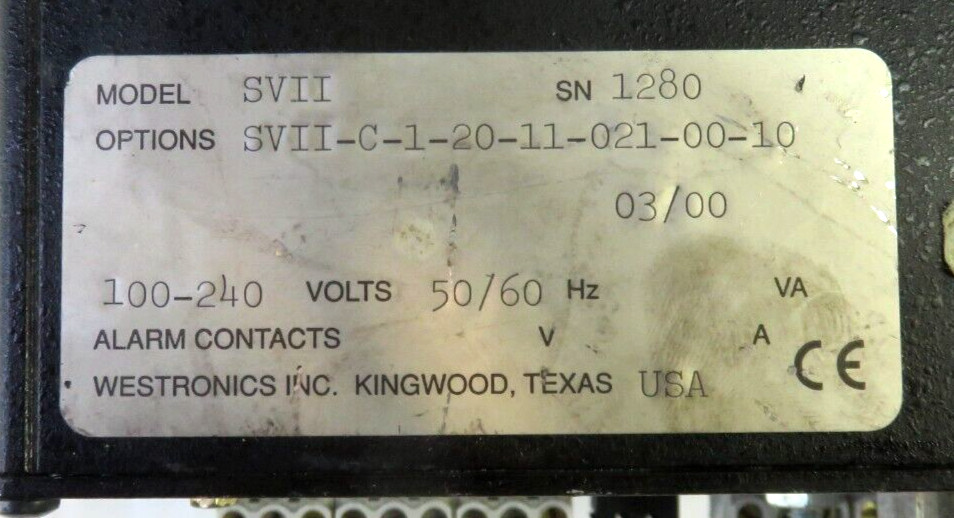 MODEL SVII SN 1280
OPTIONS SVII-C-1-20-11-021-00-10
03/00
100-240 VOLTS 50/60 Hz VA
ALARM CONTACTS V A
WESTRONICS INC. KINGWOOD, TEXAS USA CE